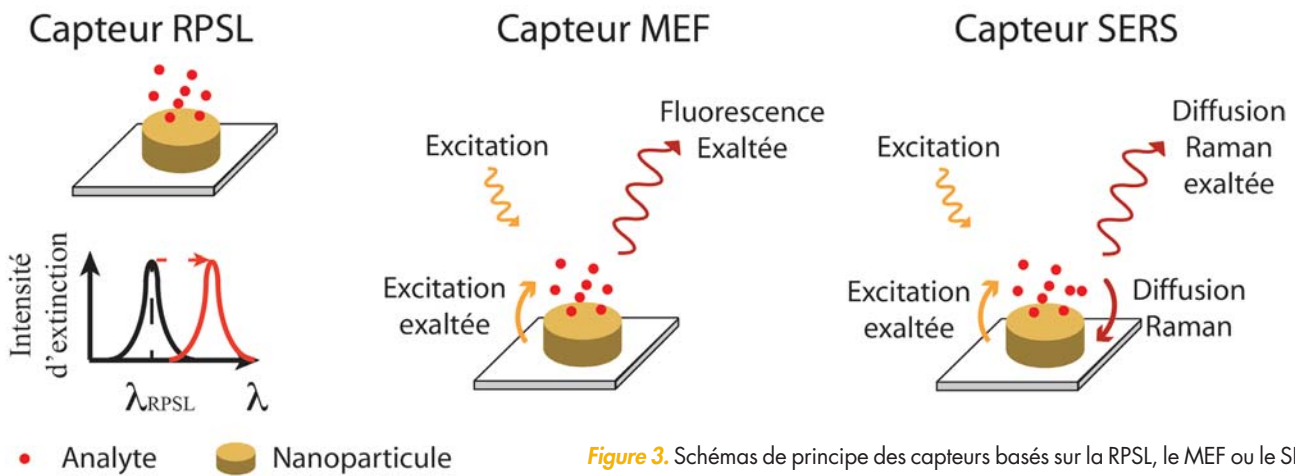 Capteur RPSL
Intensité
d'extinction
λRPSL
λ
Capteur MEF
Excitation
Fluorescence
Exaltée
Excitation
exaltée
Capteur SERS
Excitation
Diffusion
Raman
exaltée
Excitation
exaltée
Diffusion
Raman
Analyte
Nanoparticule
Figure 3. Schémas de principe des capteurs basés sur la RPSL, le MEF ou le